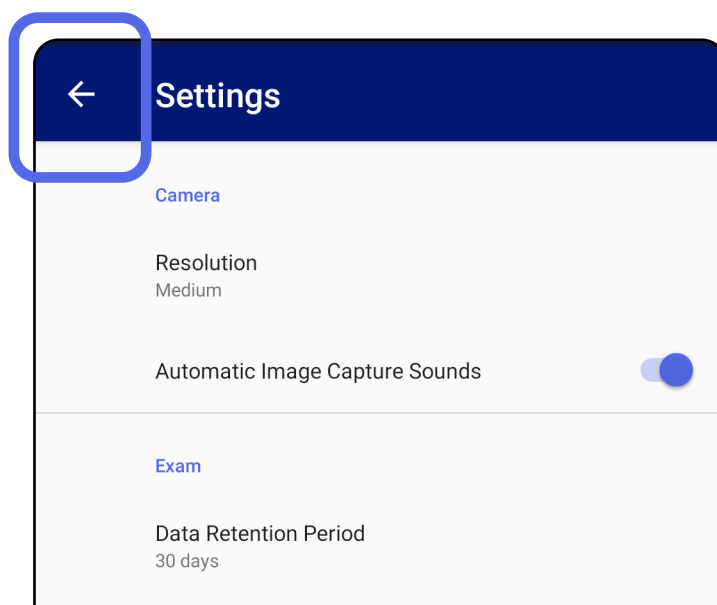 Settings
Camera
Resolution
Medium
Automatic Image Capture Sounds
Exam
Data Retention Period
30 days